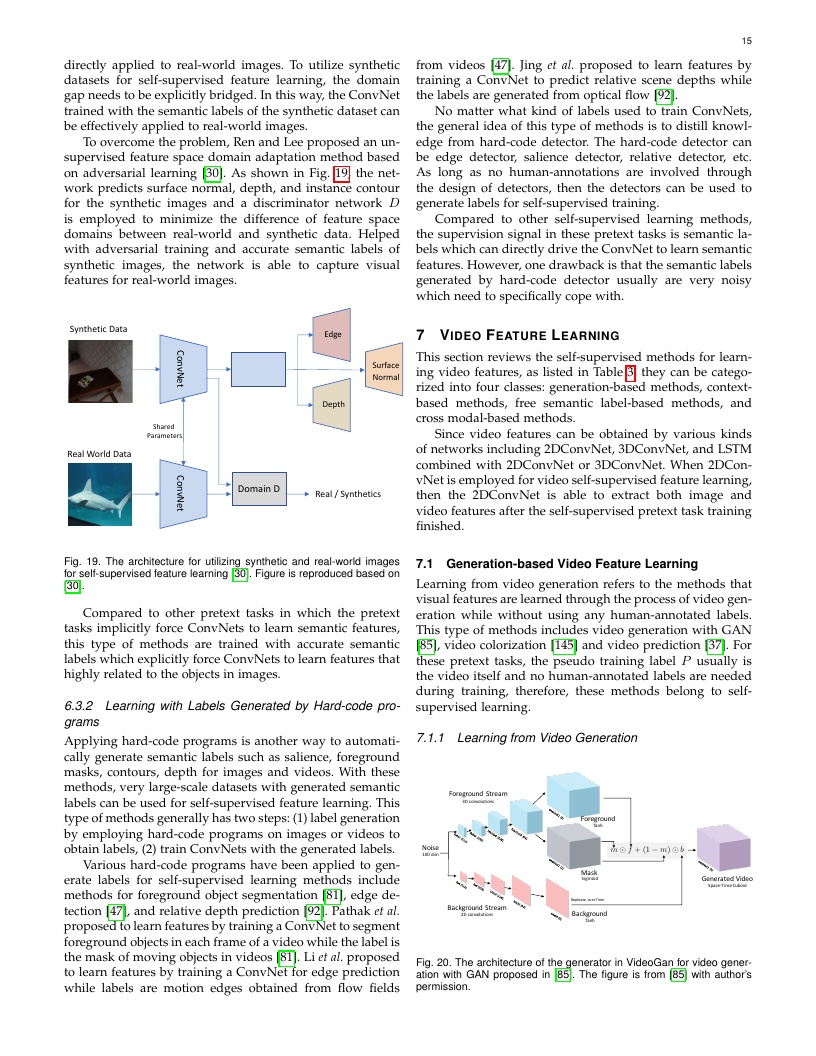 15
directly applied to real-world images. To utilize synthetic
datasets for self-supervised feature learning, the domain
gap needs to be explicitly bridged. In this way, the ConvNet
trained with the semantic labels of the synthetic dataset can
be effectively applied to real-world images.
To overcome the problem, Ren and Lee proposed an un-
supervised feature space domain adaptation method based
on adversarial learning [30]. As shown in Fig. 19, the net-
work predicts surface normal, depth, and instance contour
for the synthetic images and a discriminator network D
is employed to minimize the difference of feature space
domains between real-world and synthetic data. Helped
with adversarial training and accurate semantic labels of
synthetic images, the network is able to capture visual
features for real-world images.
Synthetic Data
ConvNet
Edge
Surface
Normal
Depth
Shared
Parameters
Real World Data
ConvNet
Domain D
Real / Synthetics
Fig. 19. The architecture for utilizing synthetic and real-world images
for self-supervised feature learning [30]. Figure is reproduced based on
[30].
Compared to other pretext tasks in which the pretext
tasks implicitly force ConvNets to learn semantic features,
this type of methods are trained with accurate semantic
labels which explicitly force ConvNets to learn features that
highly related to the objects in images.
6.3.2 Learning with Labels Generated by Hard-code pro-
grams
Applying hard-code programs is another way to automati-
cally generate semantic labels such as salience, foreground
masks, contours, depth for images and videos. With these
methods, very large-scale datasets with generated semantic
labels can be used for self-supervised feature learning. This
type of methods generally has two steps: (1) label generation
by employing hard-code programs on images or videos to
obtain labels, (2) train ConvNets with the generated labels.
Various hard-code programs have been applied to gen-
erate labels for self-supervised learning methods include
methods for foreground object segmentation [81], edge de-
tection [47], and relative depth prediction [92]. Pathak et al.
proposed to learn features by training a ConvNet to segment
foreground objects in each frame of a video while the label is
the mask of moving objects in videos [81]. Li et al. proposed
to learn features by training a ConvNet for edge prediction
while labels are motion edges obtained from flow fields
from videos [47]. Jing et al. proposed to learn features by
training a ConvNet to predict relative scene depths while
the labels are generated from optical flow [92].
No matter what kind of labels used to train ConvNets,
the general idea of this type of methods is to distill knowl-
edge from hard-code detector. The hard-code detector can
be edge detector, salience detector, relative detector, etc.
As long as no human-annotations are involved through
the design of detectors, then the detectors can be used to
generate labels for self-supervised training.
Compared to other self-supervised learning methods,
the supervision signal in these pretext tasks is semantic la-
bels which can directly drive the ConvNet to learn semantic
features. However, one drawback is that the semantic labels
generated by hard-code detector usually are very noisy
which need to specifically cope with.
7 VIDEO FEATURE LEARNING
This section reviews the self-supervised methods for learn-
ing video features, as listed in Table 3, they can be catego-
rized into four classes: generation-based methods, context-
based methods, free semantic label-based methods, and
cross modal-based methods.
Since video features can be obtained by various kinds
of networks including 2DConvNet, 3DConvNet, and LSTM
combined with 2DConvNet or 3DConvNet. When 2DCon-
vNet is employed for video self-supervised feature learning,
then the 2DConvNet is able to extract both image and
video features after the self-supervised pretext task training
finished.
7.1 Generation-based Video Feature Learning
Learning from video generation refers to the methods that
visual features are learned through the process of video gen-
eration while without using any human-annotated labels.
This type of methods includes video generation with GAN
[85], video colorization [145] and video prediction [37]. For
these pretext tasks, the pseudo training label P usually is
the video itself and no human-annotated labels are needed
during training, therefore, these methods belong to self-
supervised learning.
7.1.1 Learning from Video Generation
Foreground Stream
3D convolutions
Noise
100 dim
Foreground
Tanh
Mask
Sigmoid
m ⊙ f + (1 − m) ⊙ b
Generated Video
Space-Time Cuboid
Background Stream
2D convolutions
Background
Tanh
Replicate over Time
Fig. 20. The architecture of the generator in VideoGan for video gener-
ation with GAN proposed in [85]. The figure is from [85] with author's
permission.